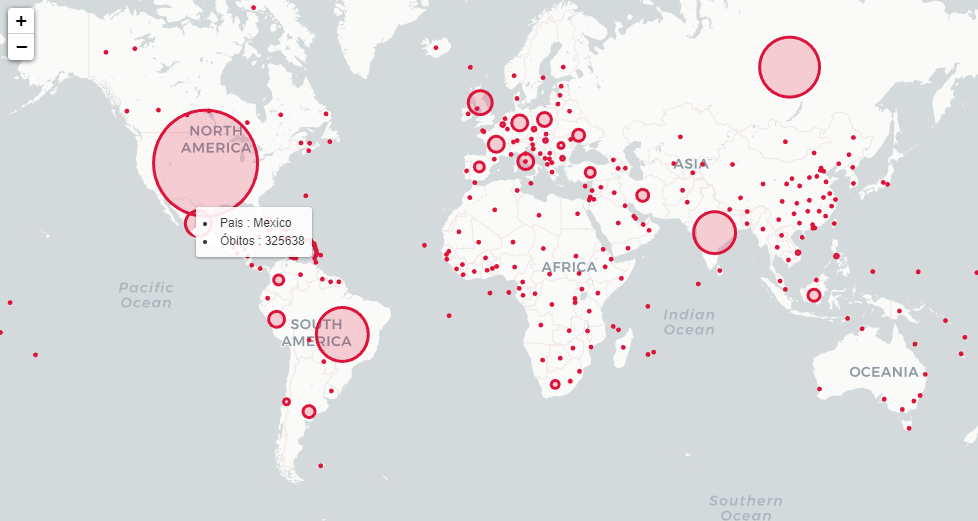 +
−
NORTH
AMERICA
ASIA
• Pais : Mexico
• Óbitos : 325638
AFRICA
Pacific
Ocean
SOUTH
AMERICA
Indian
Ocean
OCEANIA
Southern
Ocean